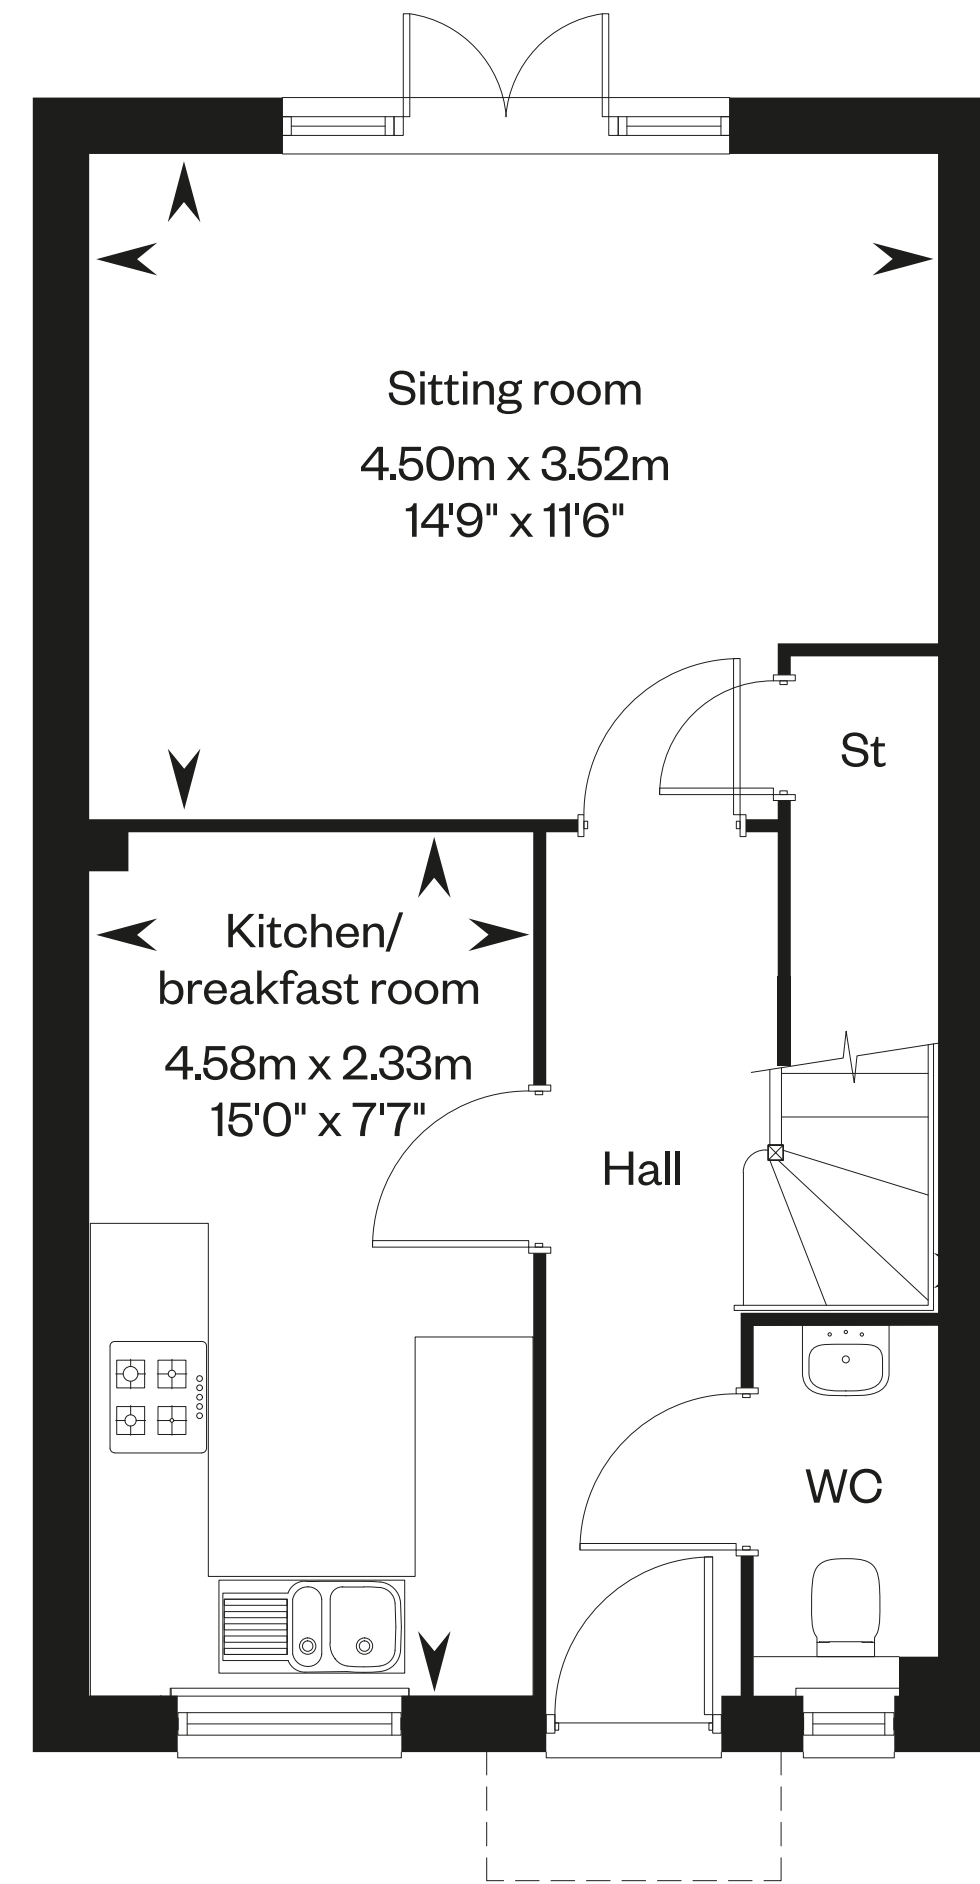 Sitting room
4.50m x 3.52m
14'9" x 11'6"
St
Kitchen/
breakfast room
4.58m x 2.33m
15'0" x 7'7"
Hall
WC